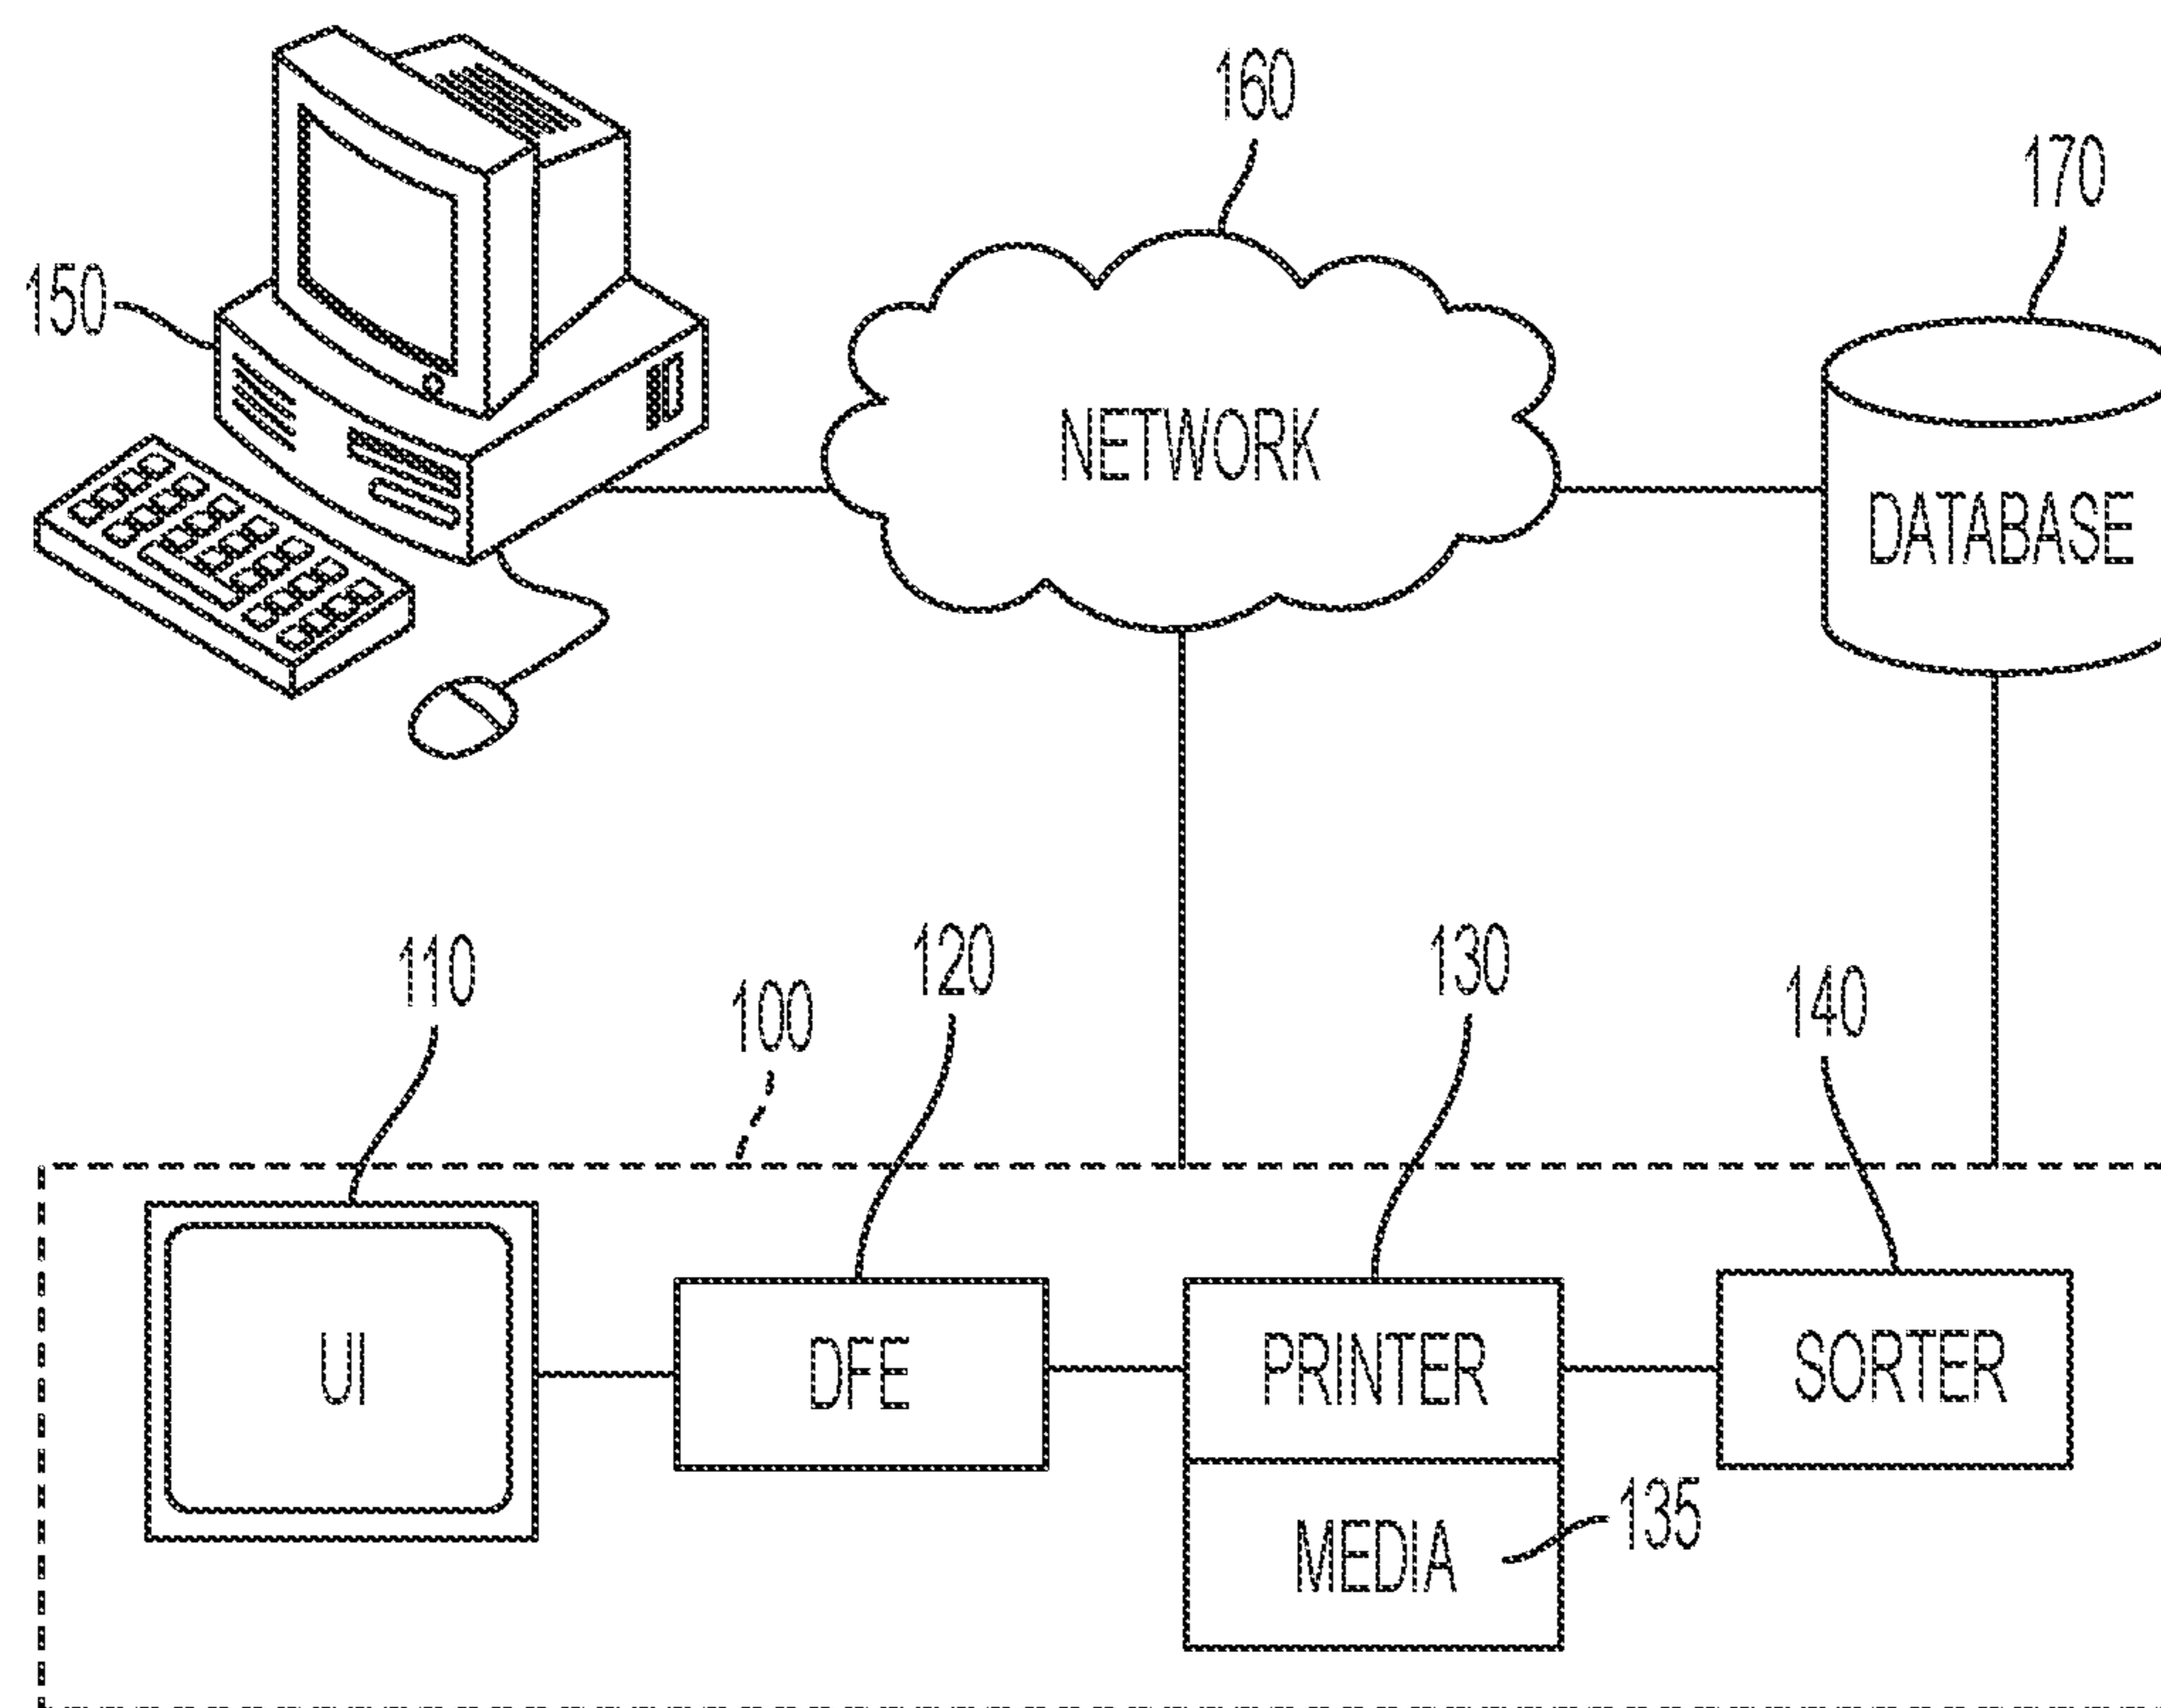 160
170
150
NETWORK
DATABASE
110
100
120
130
140
UI
DFE
PRINTER
SORTER
MEDIA
135